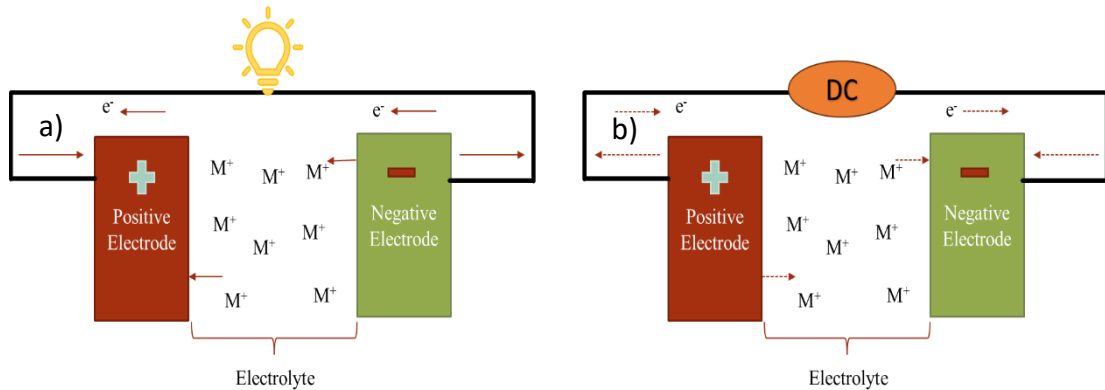 a)
e⁻
e⁻
Positive
Electrode
M⁺
M⁺
M⁺
M⁺
M⁺
M⁺
M⁺
M⁺
Negative
Electrode
Electrolyte
b)
DC
e⁻
e⁻
Positive
Electrode
M⁺
M⁺
M⁺
M⁺
M⁺
M⁺
M⁺
M⁺
Negative
Electrode
Electrolyte